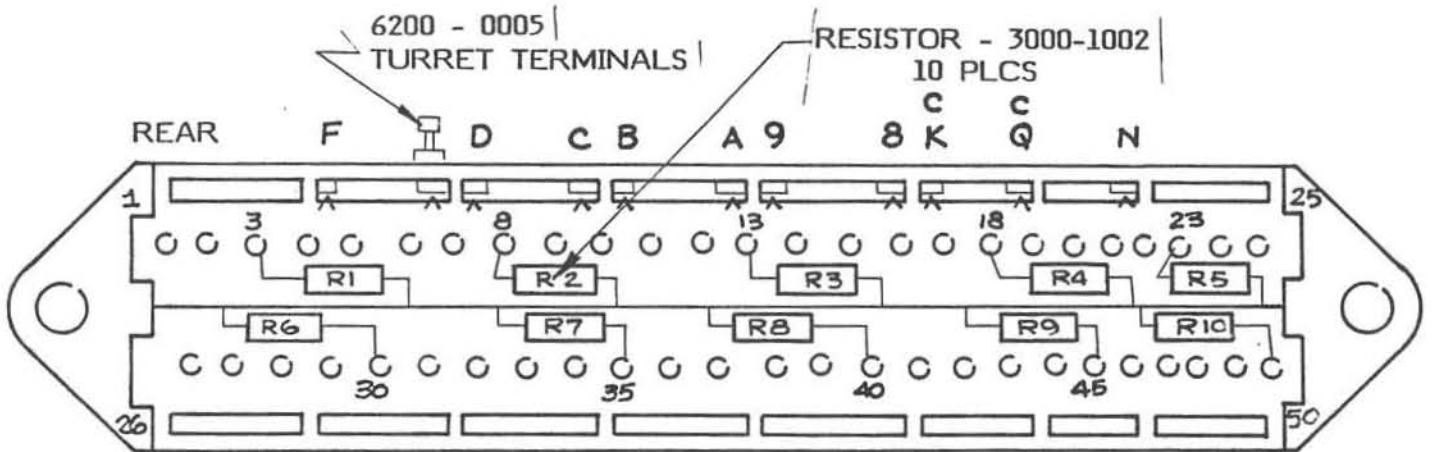 6200 - 0005
TURRET TERMINALS
RESISTOR - 3000-1002
10 PLCS
C C
REAR F D C B A 9 8 K Q N
1 25
3 8 13 18 23
R1 R2 R3 R4 R5
R6 R7 R8 R9 R10
30 35 40 45
26 50